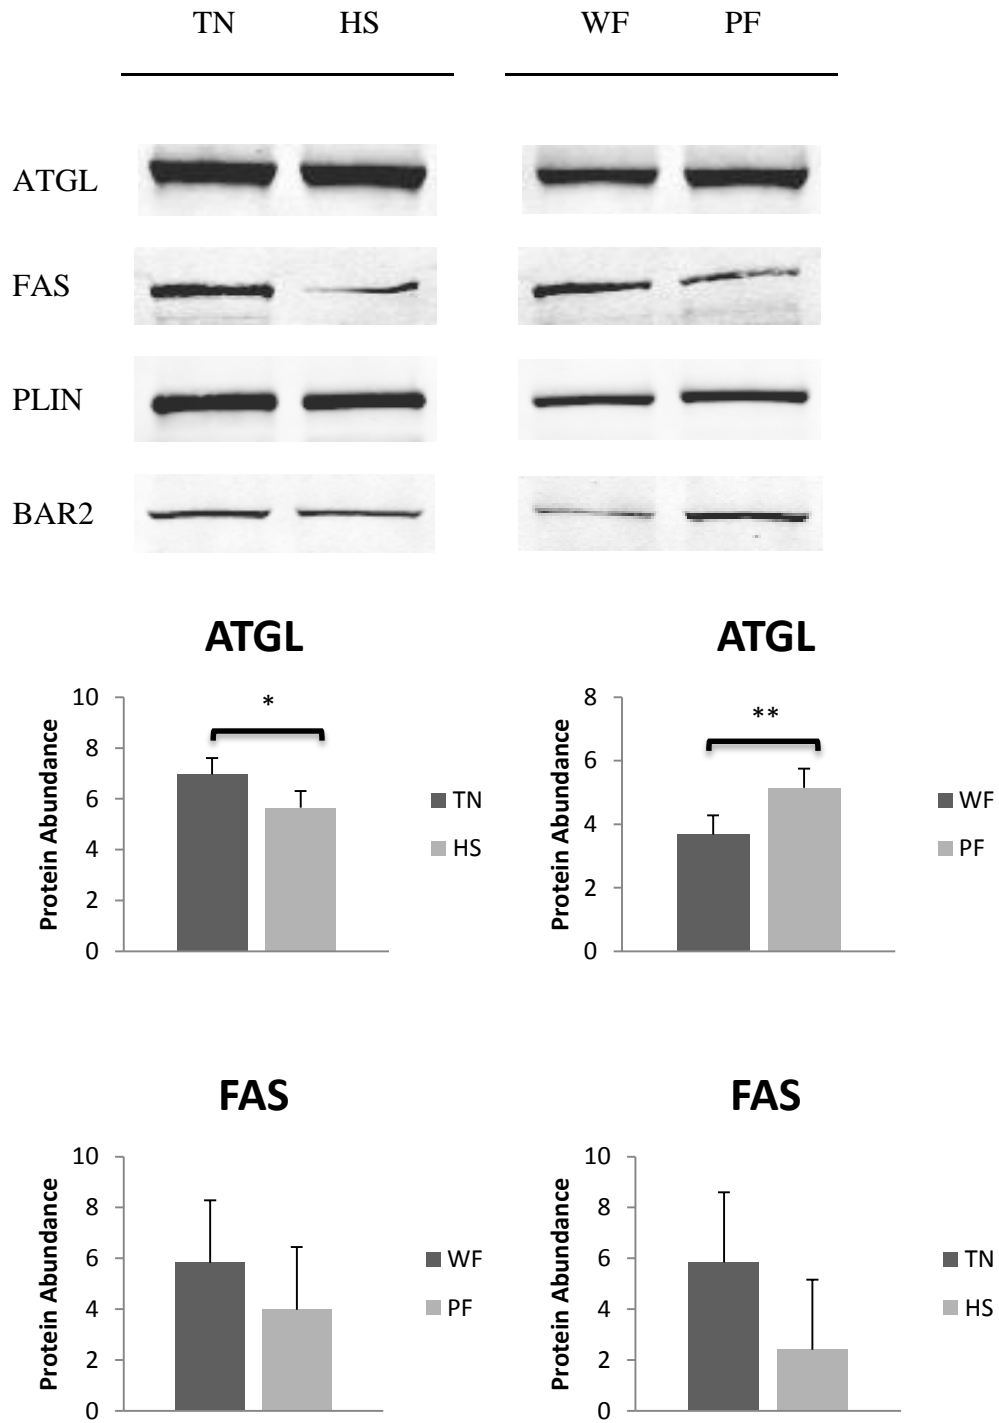 TN HS WF PF
ATGL
FAS
PLIN
BAR2
ATGL
Protein Abundance
10
8
6
4
2
0
*
TN
HS
ATGL
Protein Abundance
8
6
4
2
0
**
WF
PF
FAS
Protein Abundance
10
8
6
4
2
0
WF
PF
FAS
Protein Abundance
10
8
6
4
2
0
TN
HS